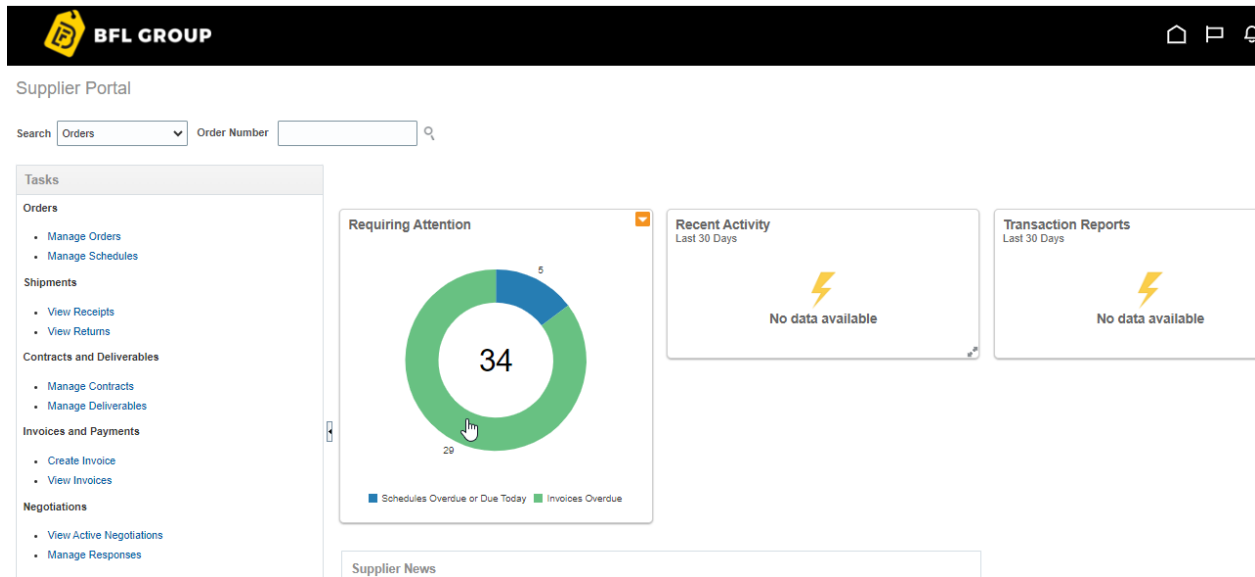 BFL GROUP
Supplier Portal
Search Orders Order Number
Tasks
Orders
Manage Orders
Manage Schedules
Shipments
View Receipts
View Returns
Contracts and Deliverables
Manage Contracts
Manage Deliverables
Invoices and Payments
Create Invoice
View Invoices
Negotiations
View Active Negotiations
Manage Responses
Requiring Attention
5
34
29
Schedules Overdue or Due Today Invoices Overdue
Recent Activity
Last 30 Days
No data available
Transaction Reports
Last 30 Days
No data available
Supplier News